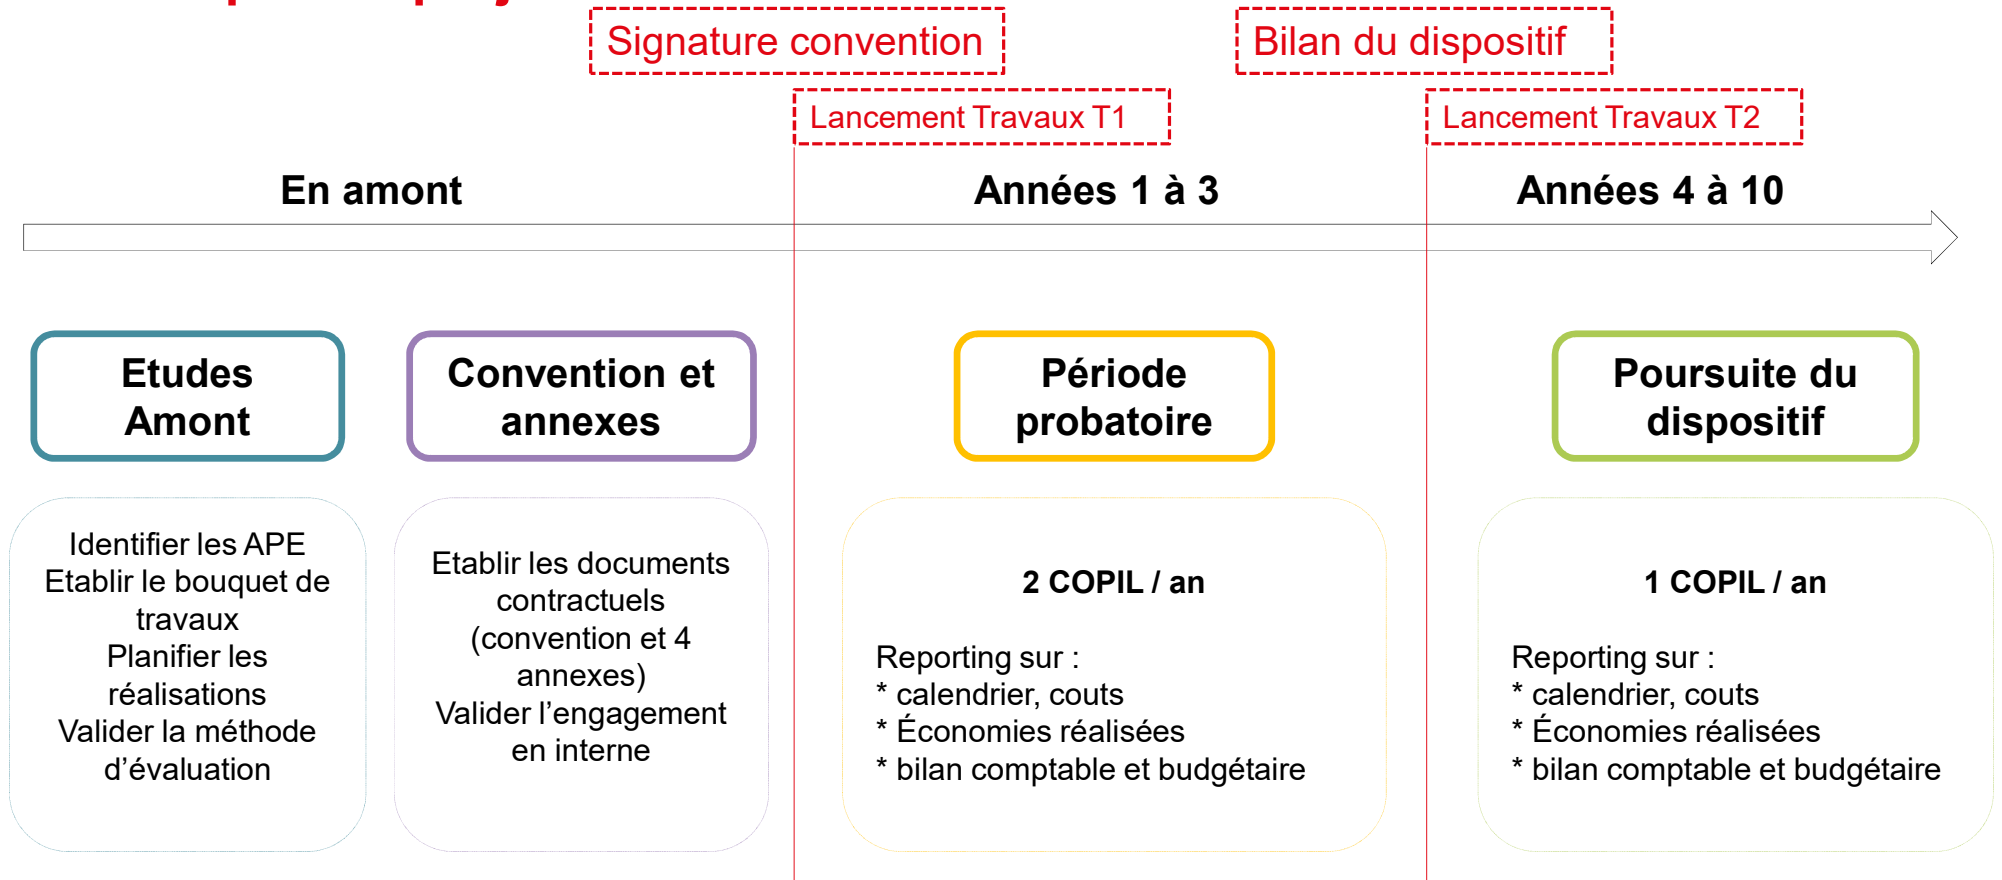 Signature convention
Bilan du dispositif
Lancement Travaux T1
Lancement Travaux T2
En amont
Années 1 à 3
Années 4 à 10
Etudes
Amont
Convention et
annexes
Période
probatoire
Poursuite du
dispositif
Identifier les APE
Etablir le bouquet de
travaux
Planifier les
réalisations
Valider la méthode
d’évaluation
Etablir les documents
contractuels
(convention et 4
annexes)
Valider l’engagement
en interne
2 COPIL / an
Reporting sur :
* calendrier, couts
* Économies réalisées
* bilan comptable et budgétaire
1 COPIL / an
Reporting sur :
* calendrier, couts
* Économies réalisées
* bilan comptable et budgétaire